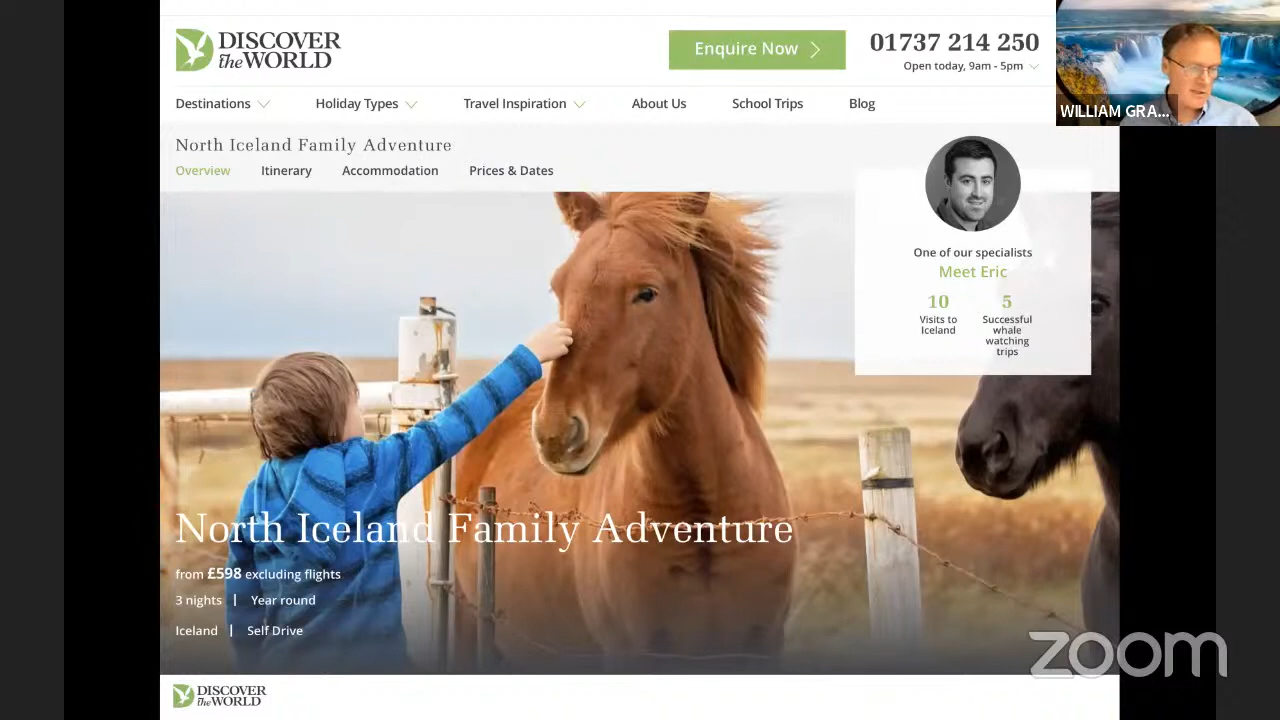 DISCOVER
the WORLD
Enquire Now
01737 214 250
Open today, 9am - 5pm
WILLIAM GRA...
Destinations
Holiday Types
Travel Inspiration
About Us
School Trips
Blog
North Iceland Family Adventure
Overview
Itinerary
Accommodation
Prices & Dates
One of our specialists
Meet Eric
10
Visits to
Iceland
5
Successful
whale
watching
trips
North Iceland Family Adventure
from £598 excluding flights
3 nights | Year round
Iceland | Self Drive
zoom
DISCOVER
the WORLD